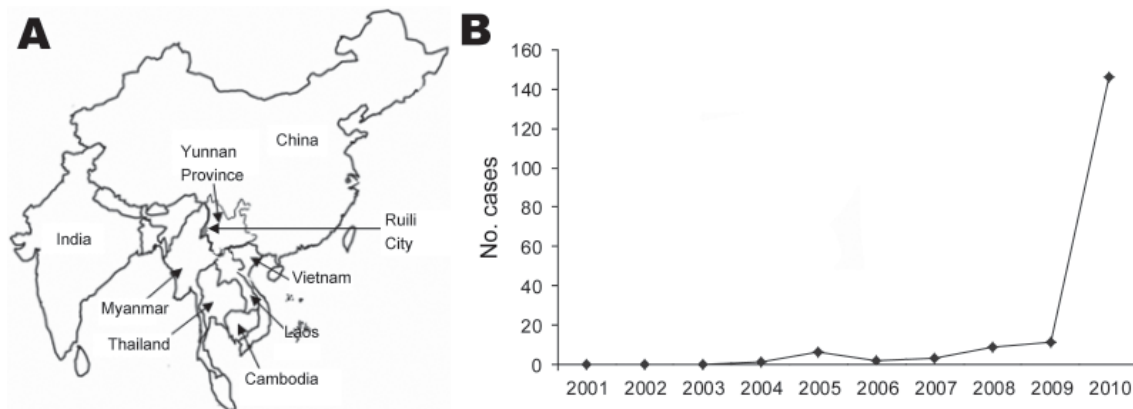 A
China
Yunnan
Province
Ruili
City
India
Vietnam
Myanmar
Laos
Thailand
Cambodia
B
No. cases
160
140
120
100
80
60
40
20
0
2001 2002 2003 2004 2005 2006 2007 2008 2009 2010